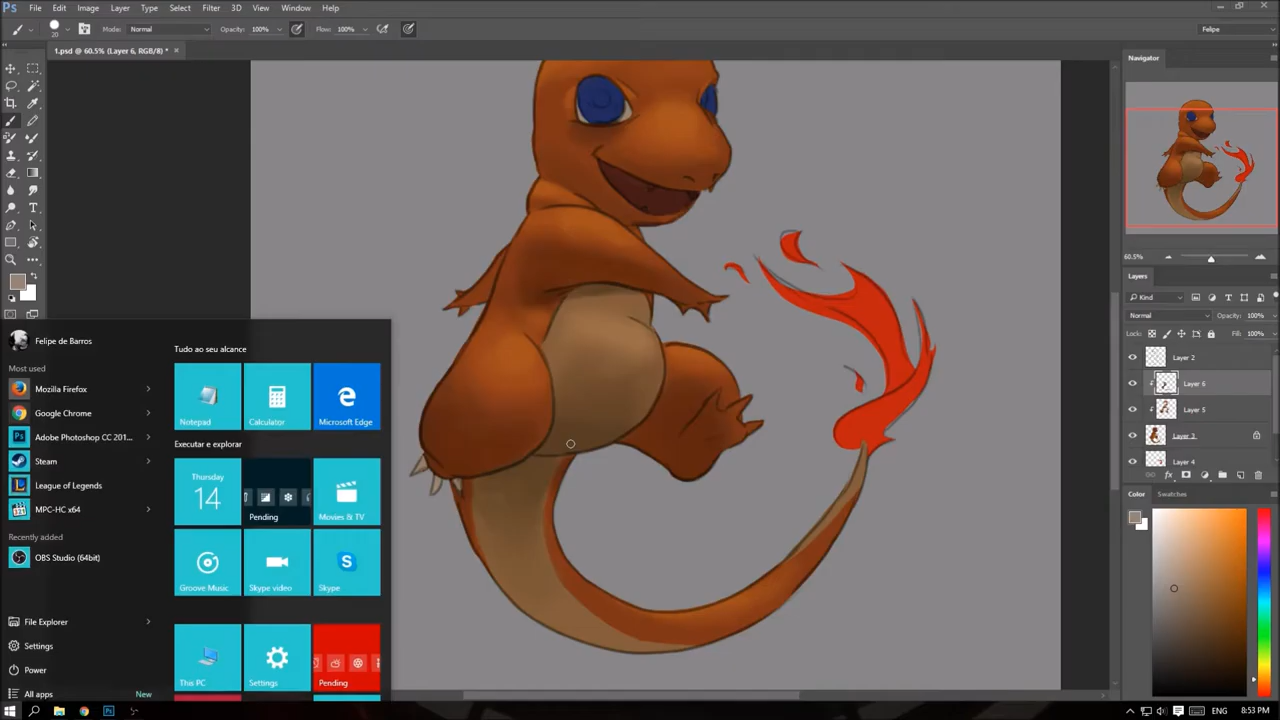 Ps File Edit Image Layer Type Select Filter 3D View Window Help
20 Mode: Normal Opacity: 100% Flow: 100% Felipe
1.psd @ 60.5% (Layer 6, RGB/8) *
Navigator
60.5%
Layers
Kind
Normal Opacity: 100%
Lock: Fill: 100%
Layer 2
Layer 6
Layer 5
Layer 3
Layer 4
fx
Color Swatches
Felipe de Barros
Most used
Mozilla Firefox
Google Chrome
Adobe Photoshop CC 201...
Steam
League of Legends
MPC-HC x64
Recently added
OBS Studio (64bit)
File Explorer
Settings
Power
All apps New
Tudo ao seu alcance
Notepad Calculator Microsoft Edge
Executar e explorar
Thursday
14 Pending Movies & TV
Groove Music Skype video Skype
This PC Settings Pending
ENG 8:53 PM